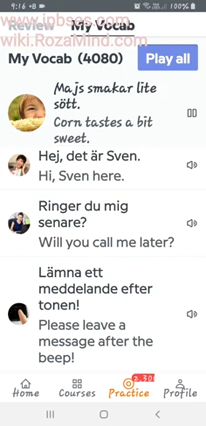 9:16 100%
www.ipbses.com
Review My Vocab
wiki.RozaMind.com
My Vocab (4080) Play all
Majs smakar lite
sött.
Corn tastes a bit
sweet.
Hej, det är Sven.
Hi, Sven here.
Ringer du mig
senare?
Will you call me later?
Lämna ett
meddelande efter
tonen!
Please leave a
message after the
beep!
2.30
Home Courses Practice Profile